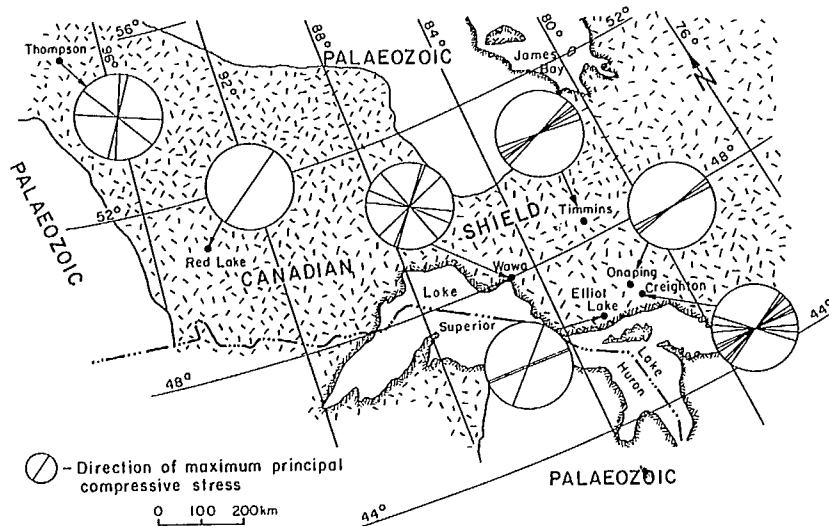 56°
Thompson
96°
92°
88°
84°
80°
52°
76°
PALAEOZOIC
James
Bay
N
PALAEOZOIC
52°
Red Lake
CANADIAN
SHIELD
Timmins
48°
Wawa
Onaping
Creighton
Elliot
Lake
Lake
Superior
Lake
Huron
44°
48°
PALAEOZOIC
- Direction of maximum principal
compressive stress
0 100 200km
44°